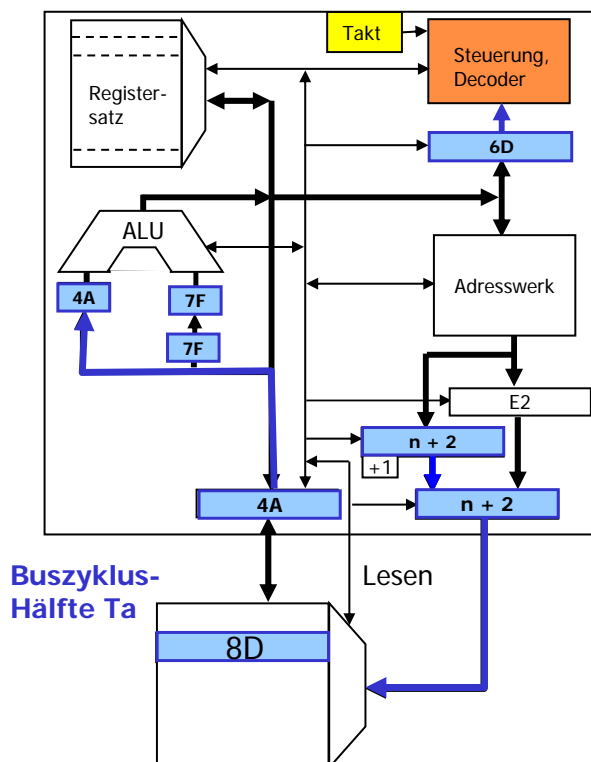 Takt
Steuerung,
Decoder
Register-
satz
6D
ALU
Adresswerk
4A
7F
7F
E2
n + 2
+1
4A
n + 2
Buszyklus-
Hälfte Ta
Lesen
8D